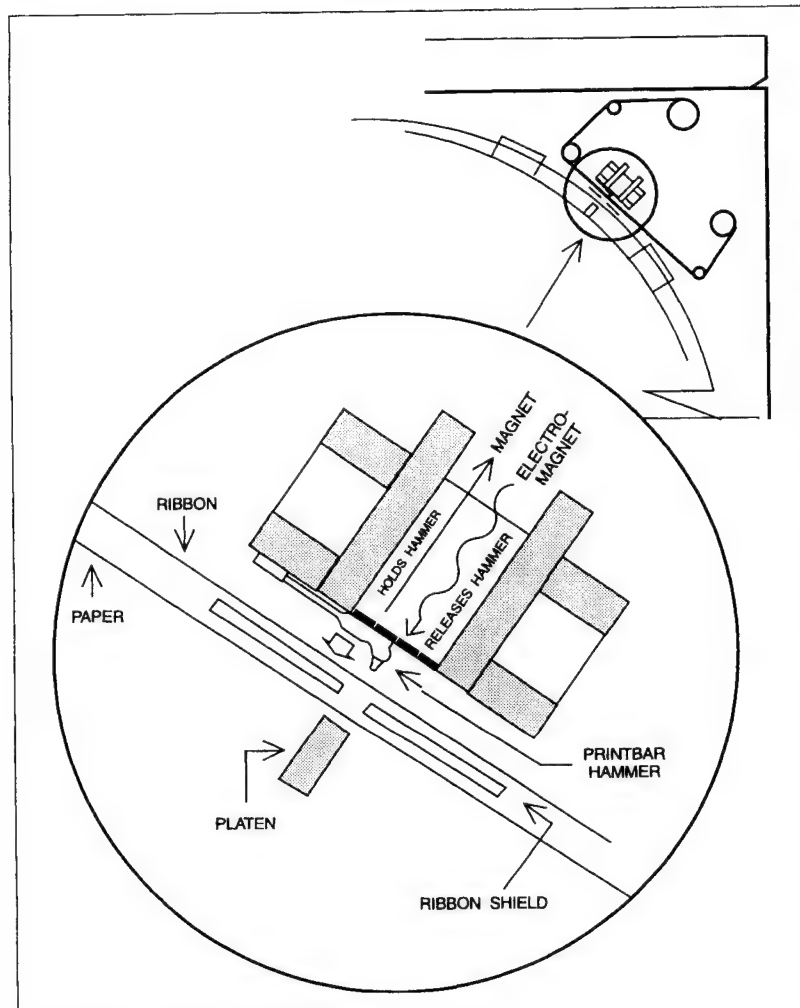 MAGNET
ELECTRO-
MAGNET
HOLDS HAMMER
RELEASES HAMMER
RIBBON
PAPER
PRINTBAR
HAMMER
PLATEN
RIBBON SHIELD